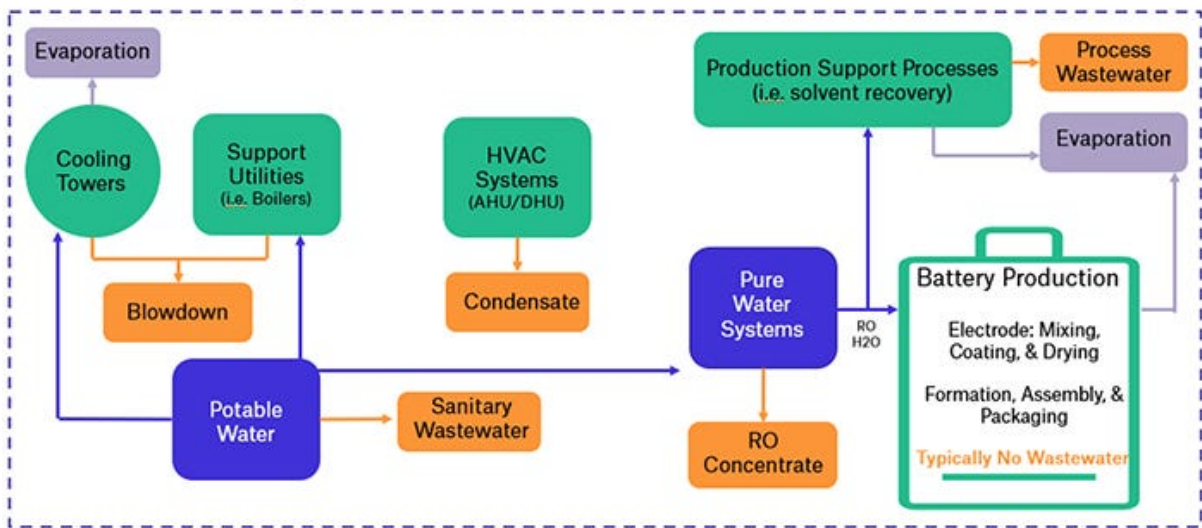 Evaporation
Cooling
Towers
Support
Utilities
(i.e. Boilers)
HVAC
Systems
(AHU/DHU)
Production Support Processes
(i.e. solvent recovery)
Process
Wastewater
Evaporation
Blowdown
Condensate
Pure
Water
Systems
RO
H2O
Battery Production
Electrode: Mixing,
Coating, & Drying
Formation, Assembly, &
Packaging
Typically No Wastewater
Potable
Water
Sanitary
Wastewater
RO
Concentrate